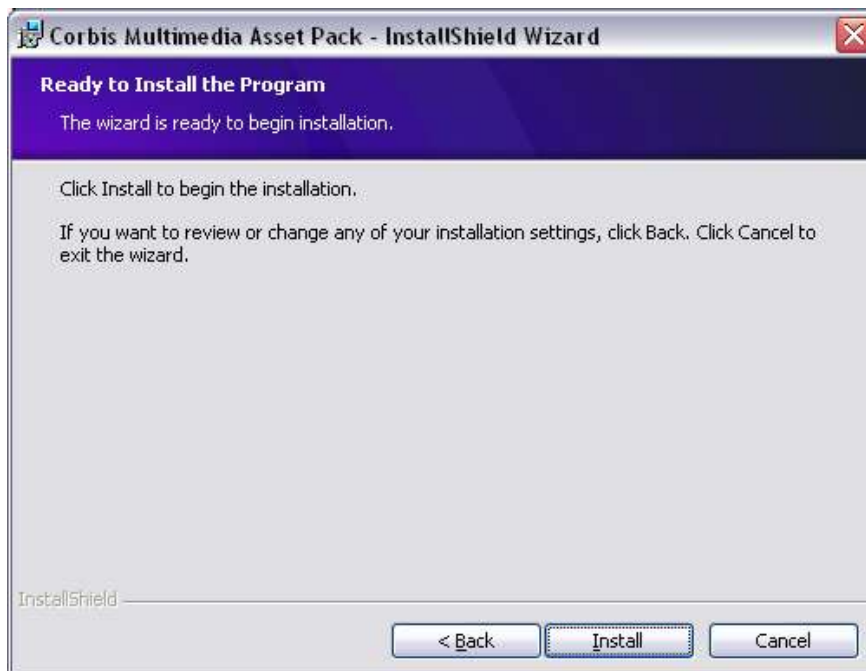 Corbis Multimedia Asset Pack - InstallShield Wizard
Ready to Install the Program
The wizard is ready to begin installation.
Click Install to begin the installation.
If you want to review or change any of your installation settings, click Back. Click Cancel to
exit the wizard.
InstallShield
< Back
Install
Cancel